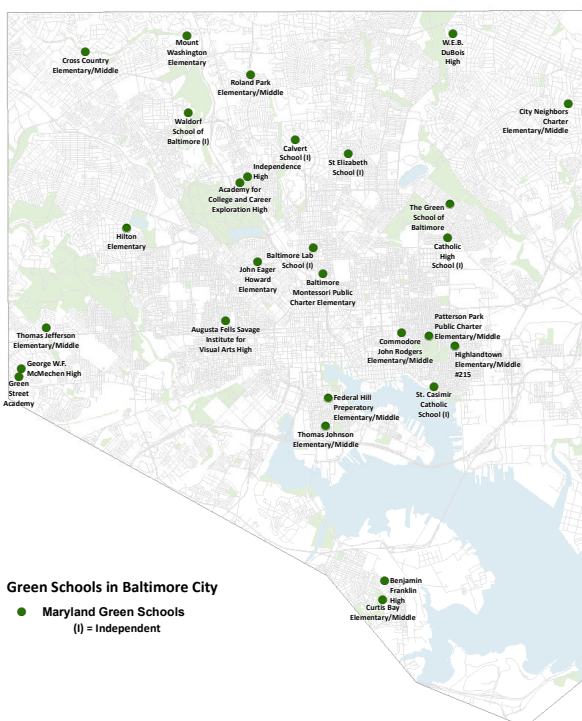 Cross Country
Elementary/Middle
Mount
Washington
Elementary
W.E.B.
DuBois
High
Roland Park
Elementary/Middle
City Neighbors
Charter
Elementary/Middle
Waldorf
School of
Baltimore (I)
Calvert
School (I)
St Elizabeth
School (I)
Independence
High
Academy for
College and Career
Exploration High
The Green
School of
Baltimore
Hilton
Elementary
Catholic
High
School (I)
Baltimore Lab
School (I)
John Eager
Howard
Elementary
Baltimore
Montessori Public
Charter Elementary
Augusta Fells Savage
Institute for
Visual Arts High
Patterson Park
Public Charter
Elementary/Middle
Thomas Jefferson
Elementary/Middle
Commodore
John Rodgers
Elementary/Middle
Highlandtown
Elementary/Middle
#215
George W.F.
McMechen High
Green
Street
Academy
St. Casimir
Catholic
School (I)
Federal Hill
Preperatory
Elementary/Middle
Thomas Johnson
Elementary/Middle
Benjamin
Franklin
High
Curtis Bay
Elementary/Middle
Green Schools in Baltimore City
Maryland Green Schools
(I) = Independent